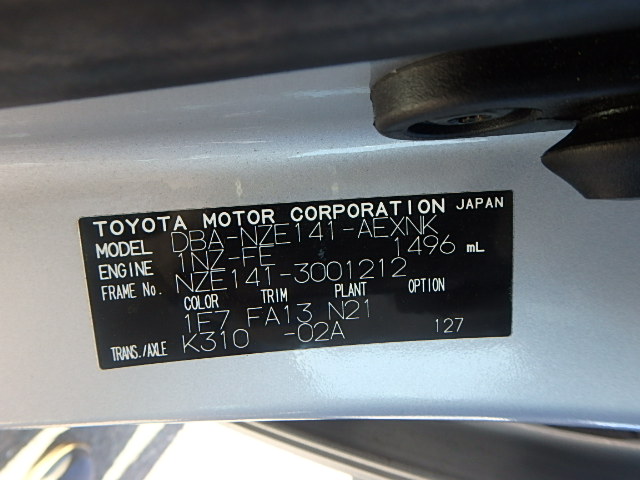 TOYOTA MOTOR CORPORATION JAPAN
MODEL DBA-NZE141-AEXNK
ENGINE 1NZ-FE 1496 mL
FRAME No. NZE141-3001212
COLOR TRIM PLANT OPTION
1F7 FA13 N21
TRANS./AXLE K310 -02A 127